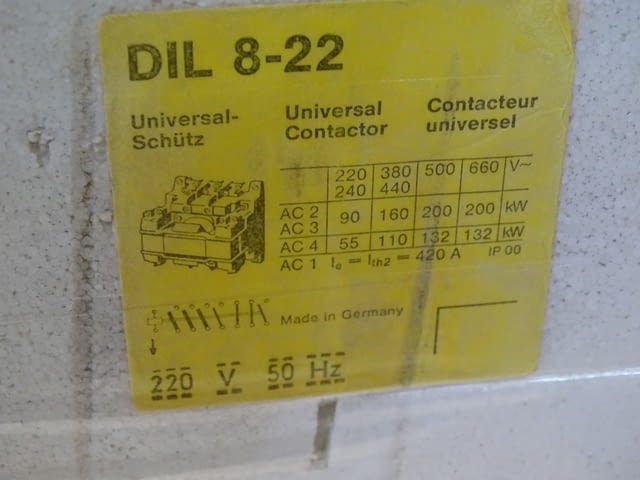 DIL 8-22
Universal-
Schütz
Universal
Contactor
Contacteur
universel
220 380 500 660 V~
240 440
AC 2
AC 3
90 160 200 200 kW
AC 4 55 110 132 132 kW
AC 1 Ie = Ith2 = 420 A IP 00
Made in Germany
220 V 50 Hz